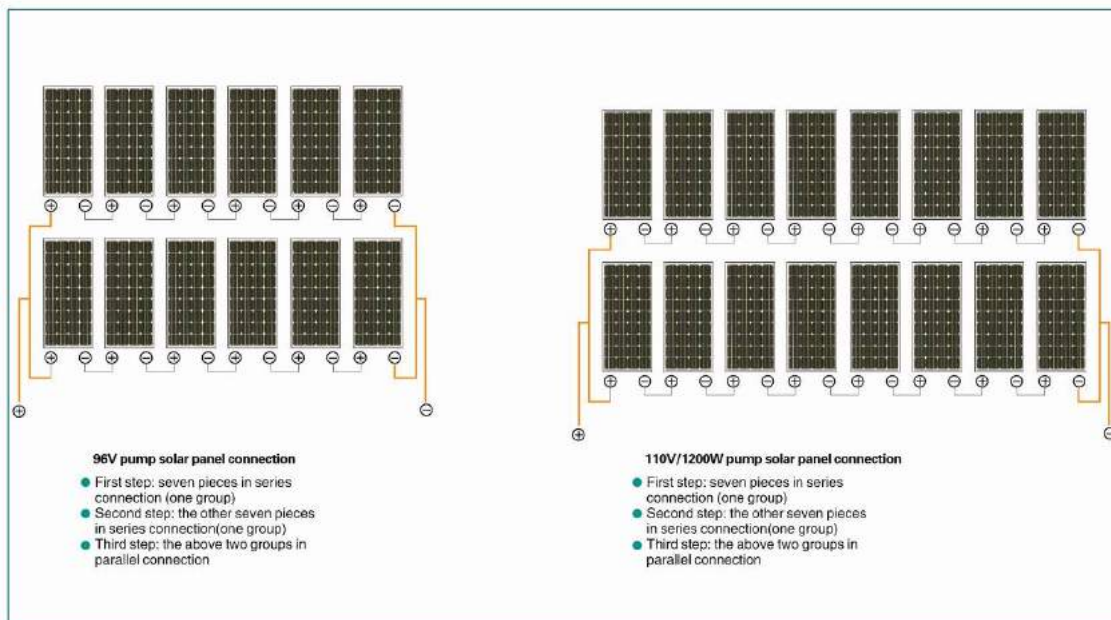 96V pump solar panel connection
First step: seven pieces in series
connection (one group)
Second step: the other seven pieces
in series connection(one group)
Third step: the above two groups in
parallel connection
110V/1200W pump solar panel connection
First step: seven pieces in series
connection (one group)
Second step: the other seven pieces
in series connection(one group)
Third step: the above two groups in
parallel connection